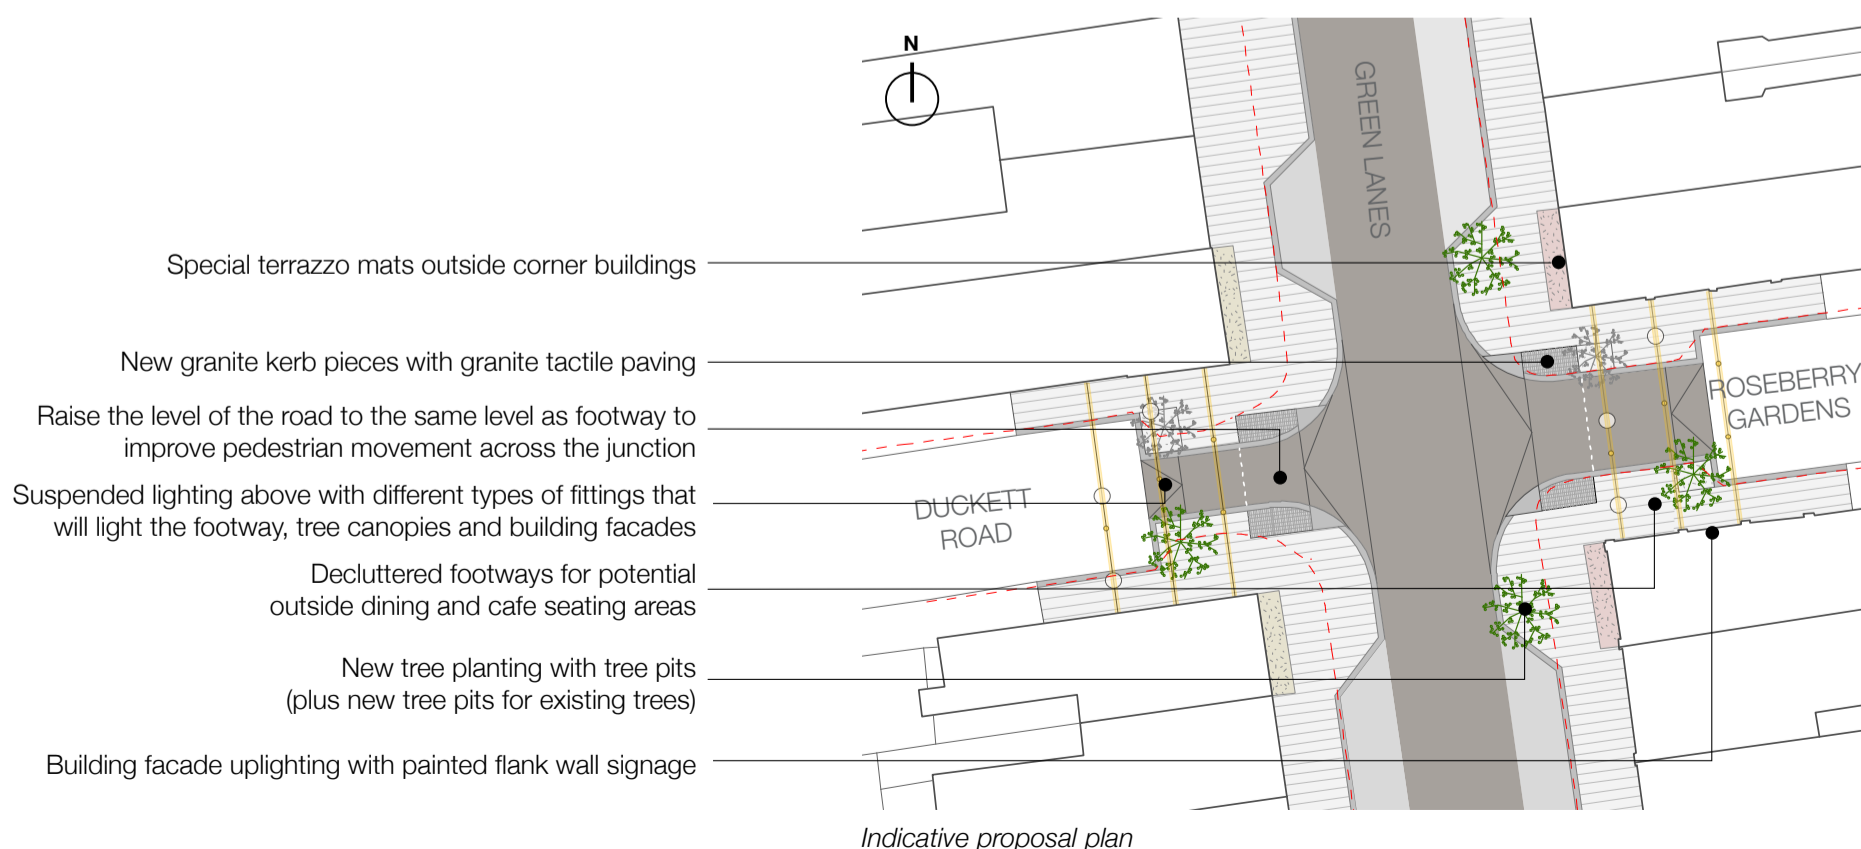 N
GREEN LANES
Special terrazzo mats outside corner buildings
New granite kerb pieces with granite tactile paving
Raise the level of the road to the same level as footway to
improve pedestrian movement across the junction
Suspended lighting above with different types of fittings that
will light the footway, tree canopies and building facades
Decluttered footways for potential
outside dining and cafe seating areas
New tree planting with tree pits
(plus new tree pits for existing trees)
Building facade uplighting with painted flank wall signage
ROSEBERRY
GARDENS
DUCKETT
ROAD
Indicative proposal plan